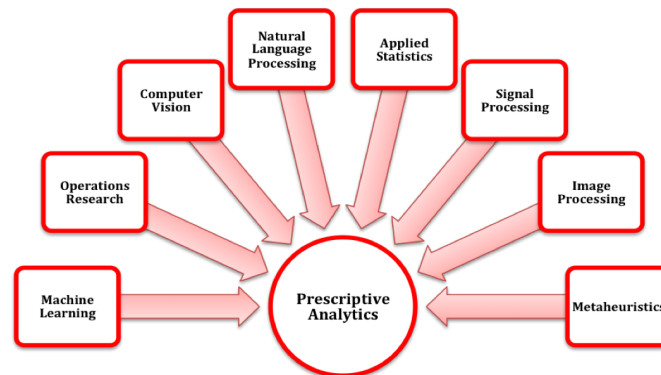 Natural
Language
Processing
Applied
Statistics
Computer
Vision
Signal
Processing
Operations
Research
Image
Processing
Machine
Learning
Prescriptive
Analytics
Metaheuristics